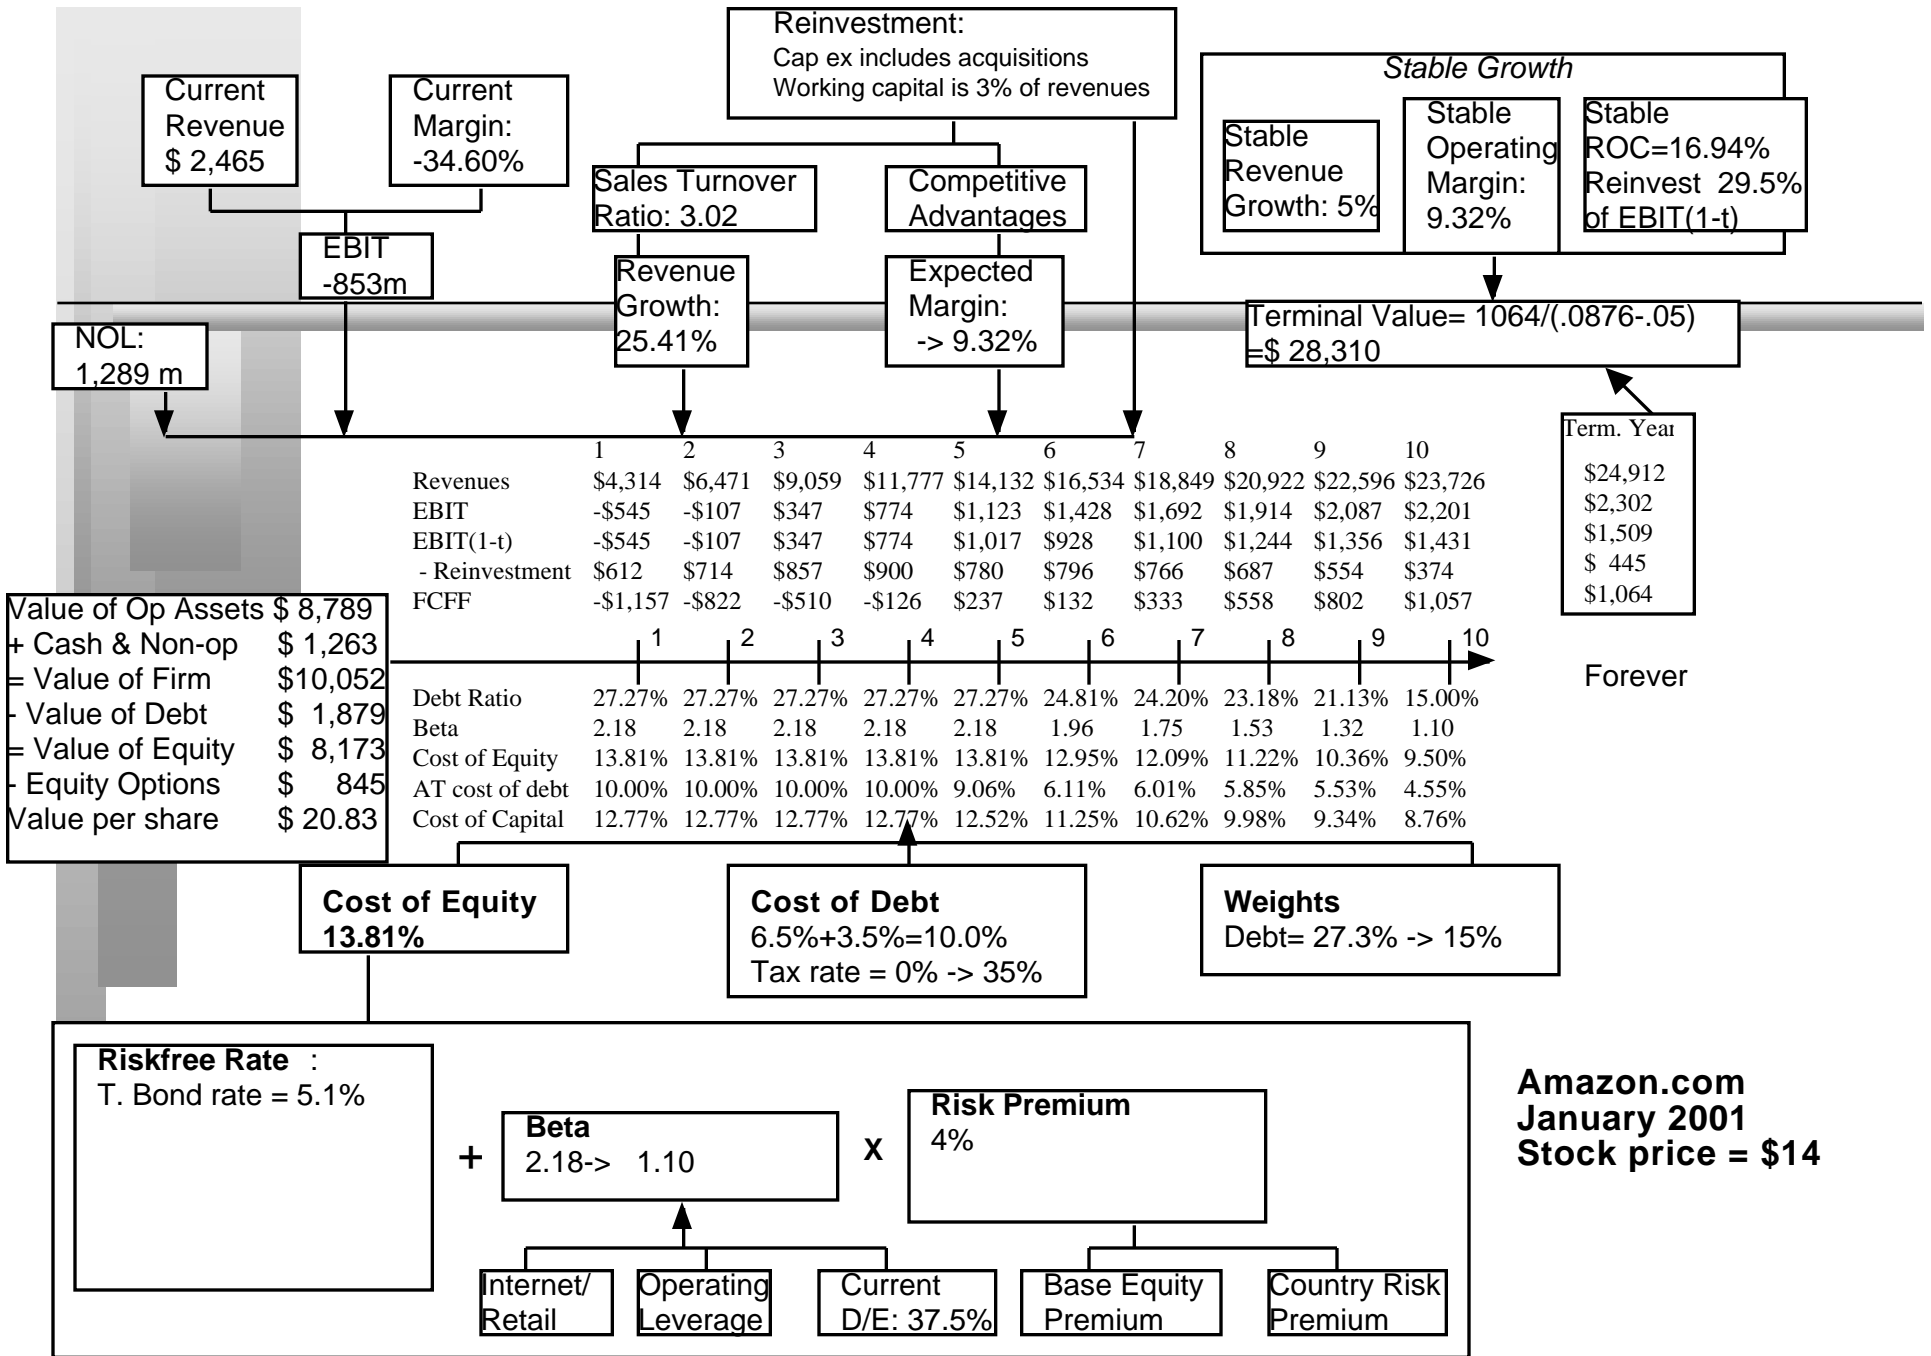 Reinvestment:
Cap ex includes acquisitions
Working capital is 3% of revenues
Stable Growth
Current
Revenue
$ 2,465
Current
Margin:
-34.60%
Stable
Revenue
Growth: 5%
Stable
Operating
Margin:
9.32%
Stable
ROC=16.94%
Reinvest 29.5%
of EBIT(1-t)
Sales Turnover
Ratio: 3.02
Competitive
Advantages
EBIT
-853m
Revenue
Growth:
25.41%
Expected
Margin:
-> 9.32%
NOL:
1,289 m
Terminal Value= 1064/(.0876-.05)
=$ 28,310
Term. Year
$24,912
$2,302
$1,509
$ 445
$1,064
1 2 3 4 5 6 7 8 9 10
Revenues $4,314 $6,471 $9,059 $11,777 $14,132 $16,534 $18,849 $20,922 $22,596 $23,726
EBIT -$545 -$107 $347 $774 $1,123 $1,428 $1,692 $1,914 $2,087 $2,201
EBIT(1-t) -$545 -$107 $347 $774 $1,017 $928 $1,100 $1,244 $1,356 $1,431
- Reinvestment $612 $714 $857 $900 $780 $796 $766 $687 $554 $374
FCFF -$1,157 -$822 -$510 -$126 $237 $132 $333 $558 $802 $1,057
1 2 3 4 5 6 7 8 9 10
Forever
Value of Op Assets $ 8,789
+ Cash & Non-op $ 1,263
= Value of Firm $10,052
- Value of Debt $ 1,879
= Value of Equity $ 8,173
- Equity Options $ 845
Value per share $ 20.83
Debt Ratio 27.27% 27.27% 27.27% 27.27% 27.27% 24.81% 24.20% 23.18% 21.13% 15.00%
Beta 2.18 2.18 2.18 2.18 2.18 1.96 1.75 1.53 1.32 1.10
Cost of Equity 13.81% 13.81% 13.81% 13.81% 13.81% 12.95% 12.09% 11.22% 10.36% 9.50%
AT cost of debt 10.00% 10.00% 10.00% 10.00% 9.06% 6.11% 6.01% 5.85% 5.53% 4.55%
Cost of Capital 12.77% 12.77% 12.77% 12.77% 12.52% 11.25% 10.62% 9.98% 9.34% 8.76%
Cost of Equity
13.81%
Cost of Debt
6.5%+3.5%=10.0%
Tax rate = 0% -> 35%
Weights
Debt= 27.3% -> 15%
Riskfree Rate :
T. Bond rate = 5.1%
+
Beta
2.18-> 1.10
X
Risk Premium
4%
Internet/
Retail
Operating
Leverage
Current
D/E: 37.5%
Base Equity
Premium
Country Risk
Premium
Amazon.com
January 2001
Stock price = $14